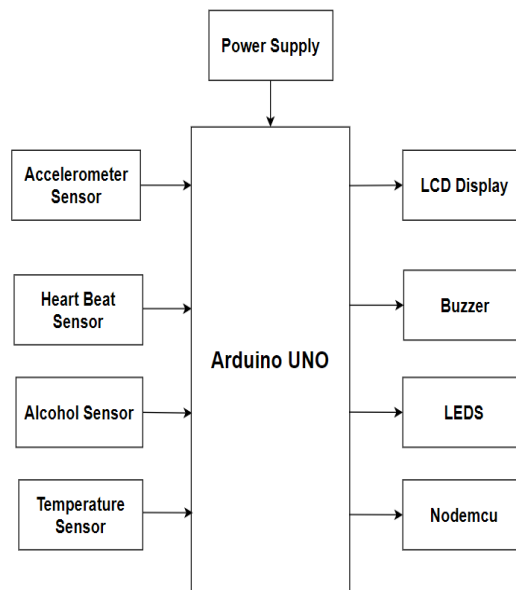 Power Supply
Accelerometer
Sensor
LCD Display
Heart Beat
Sensor
Buzzer
Arduino UNO
Alcohol Sensor
LEDS
Temperature
Sensor
Nodemcu